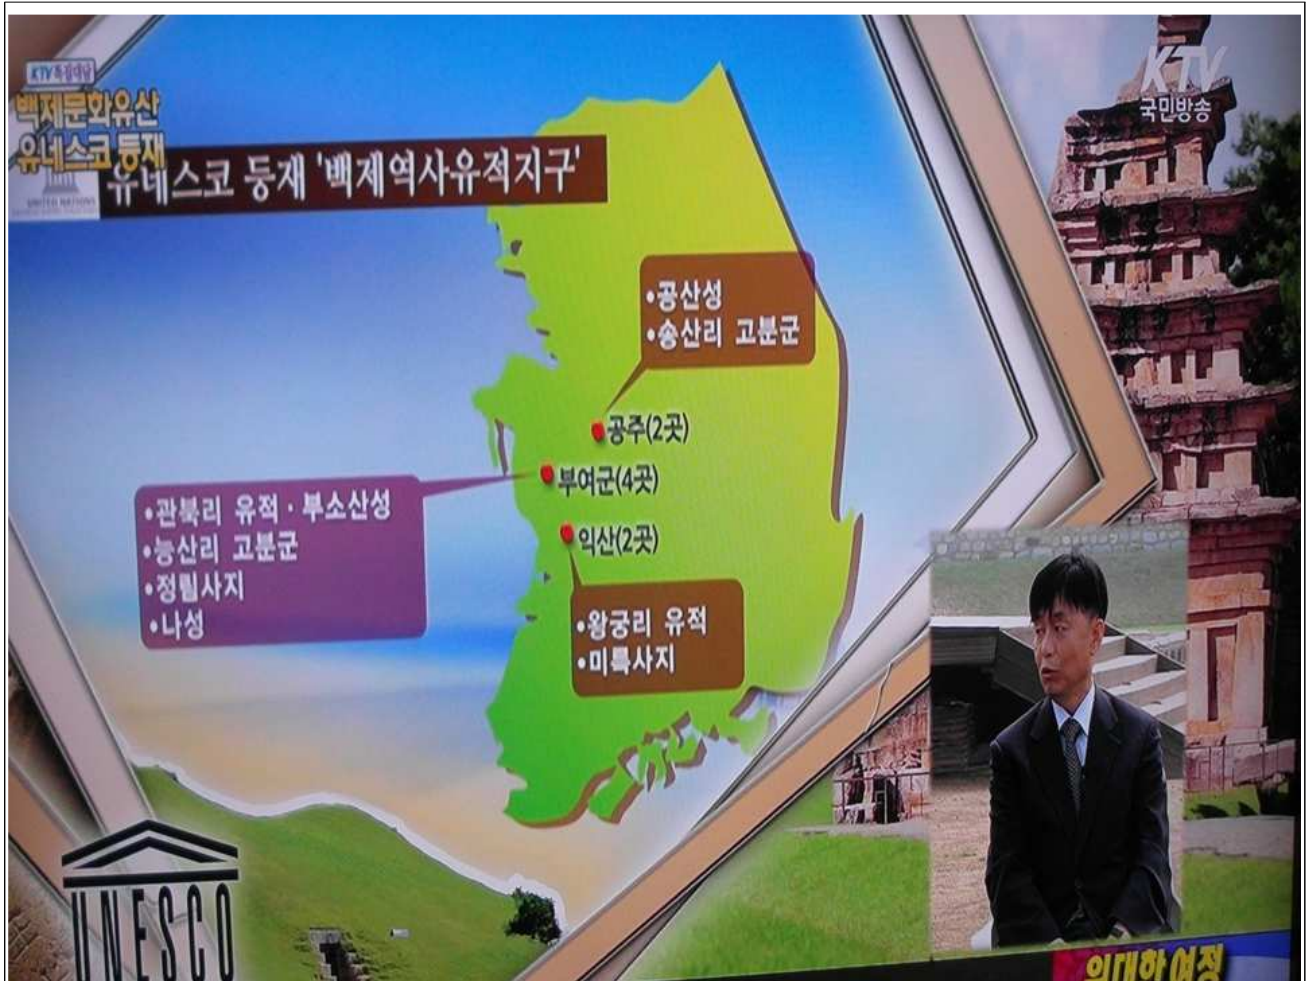 KTV 특집대담
백제문화유산
유네스코 등재
UNITED NATIONS
유네스코 등재 '백제역사유적지구'
KTV
국민방송
•공산성
•송산리 고분군
공주(2곳)
부여군(4곳)
익산(2곳)
•관북리 유적·부소산성
•능산리 고분군
•정림사지
•나성
•왕궁리 유적
•미륵사지
UNESCO
위대한 여정